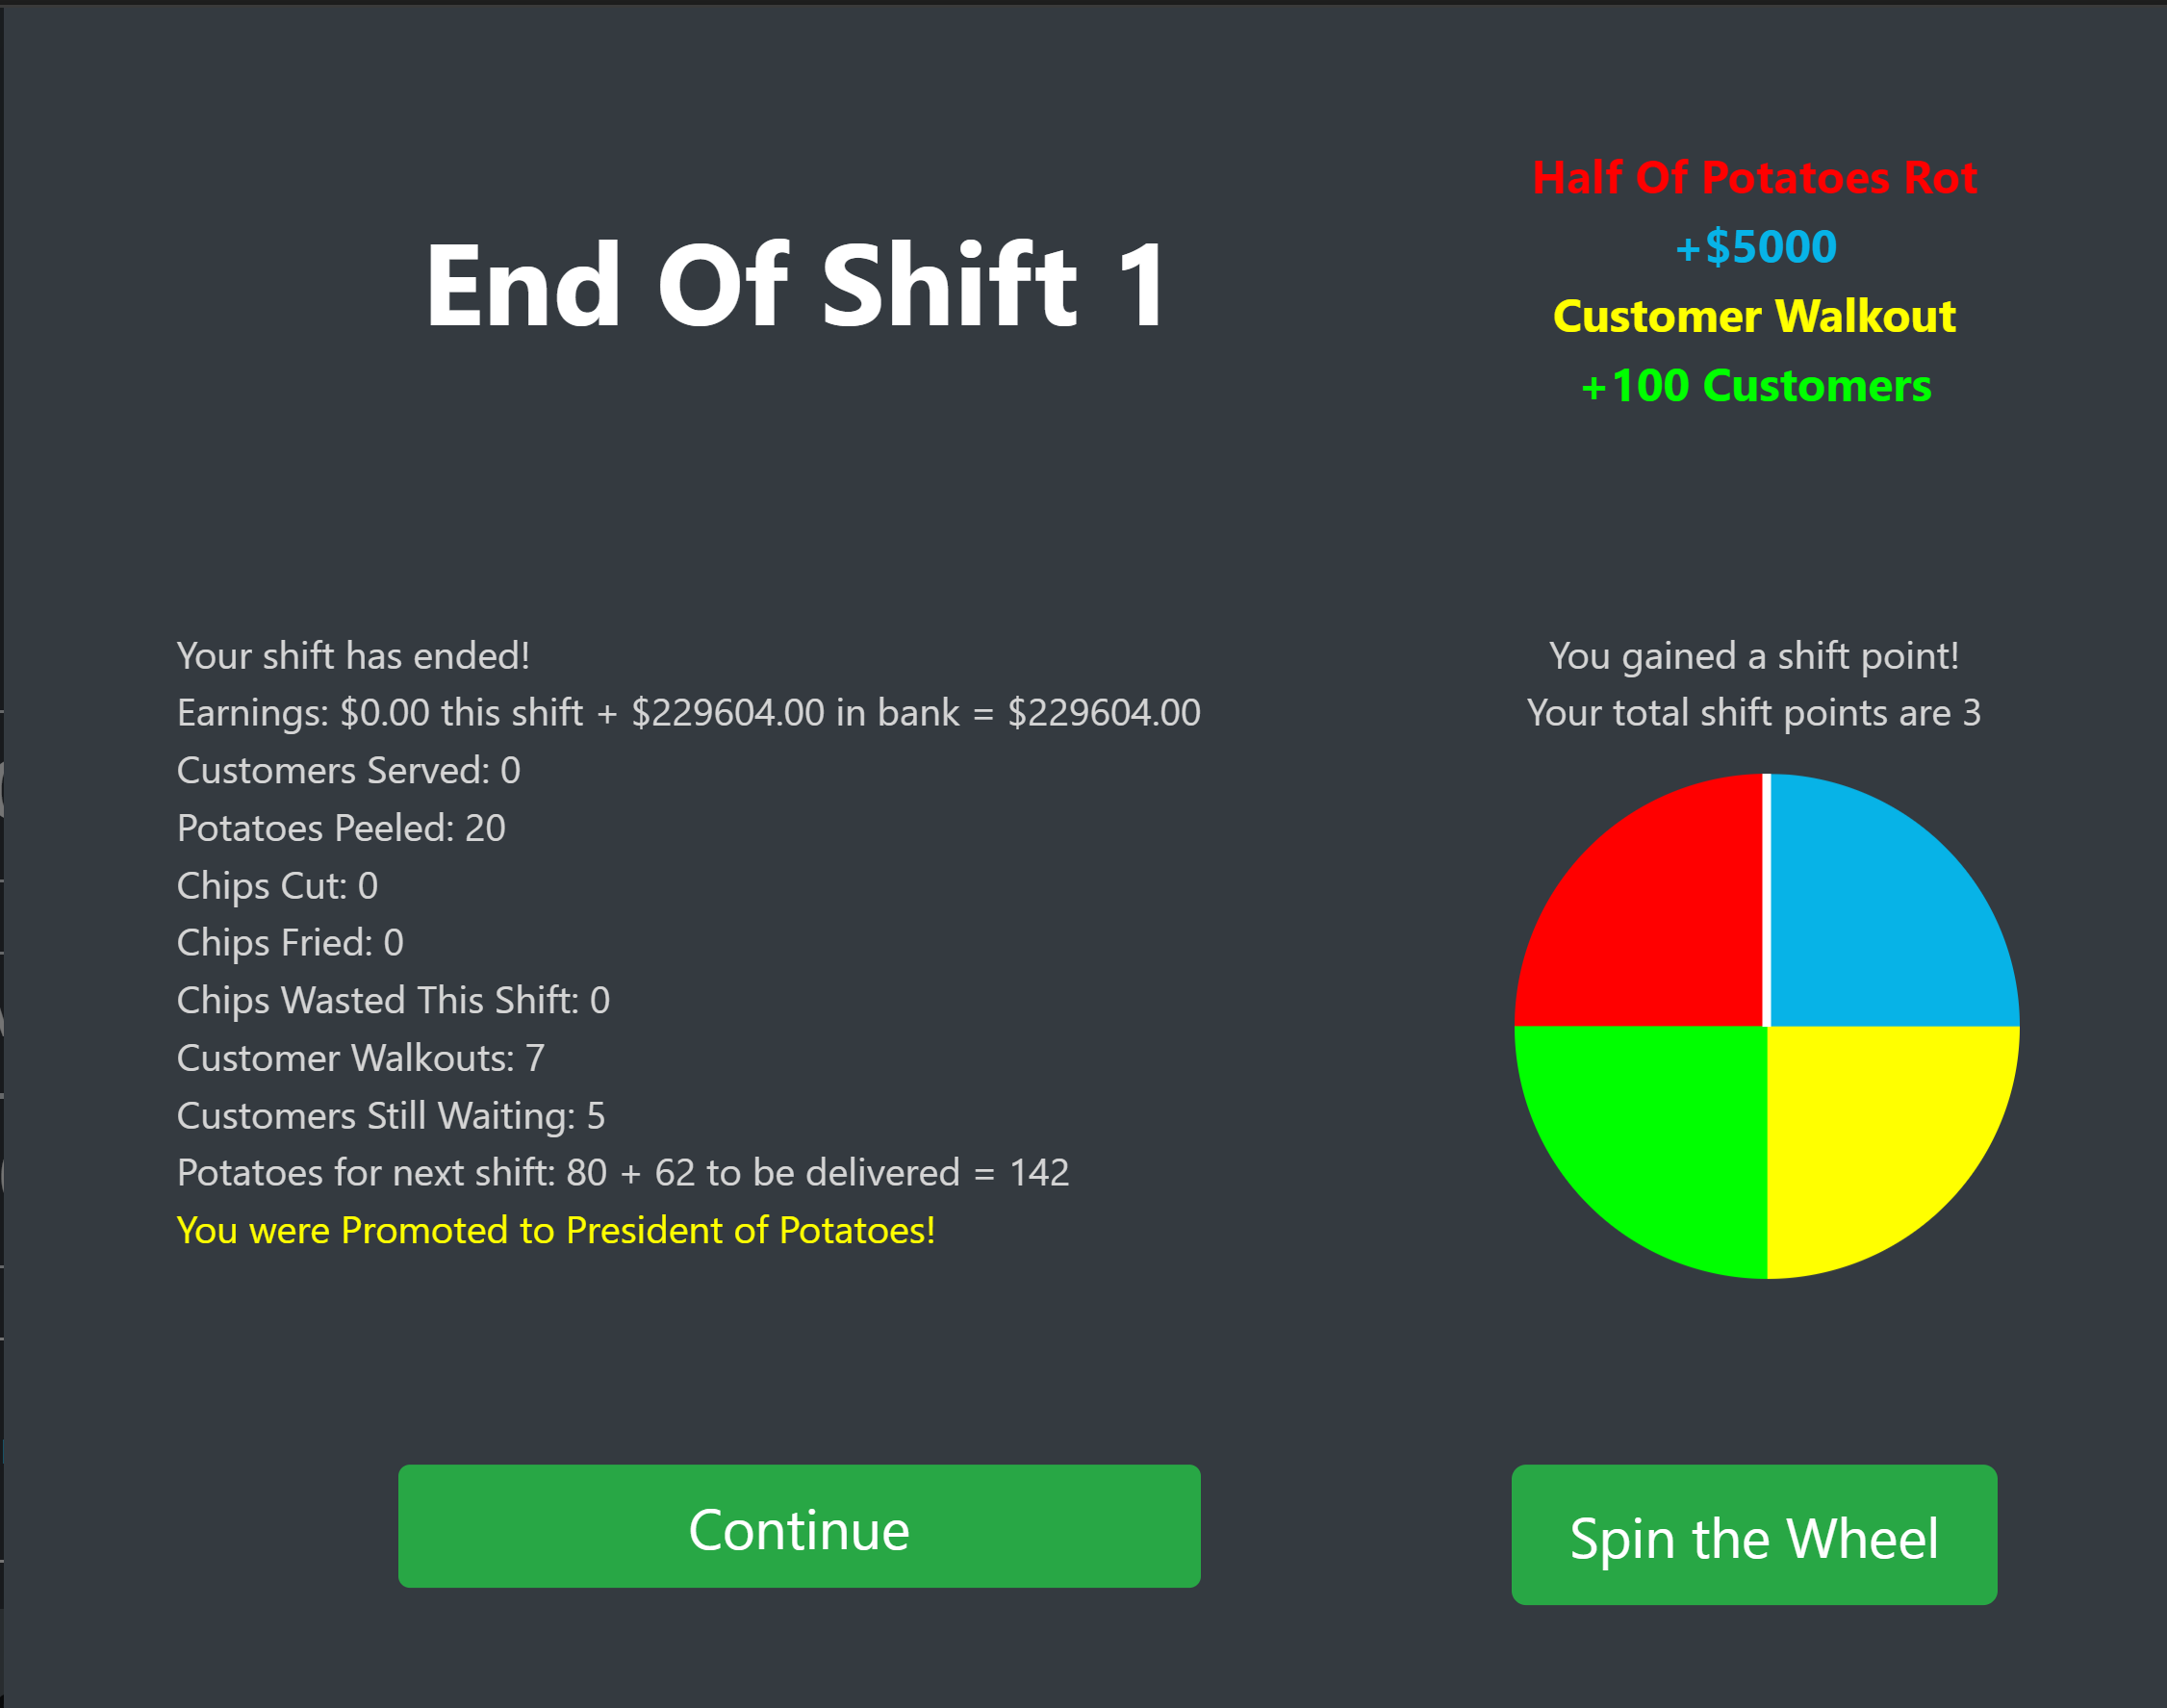 End Of Shift 1
Half Of Potatoes Rot
+$5000
Customer Walkout
+100 Customers
Your shift has ended!
Earnings: $0.00 this shift + $229604.00 in bank = $229604.00
Customers Served: 0
Potatoes Peeled: 20
Chips Cut: 0
Chips Fried: 0
Chips Wasted This Shift: 0
Customer Walkouts: 7
Customers Still Waiting: 5
Potatoes for next shift: 80 + 62 to be delivered = 142
You were Promoted to President of Potatoes!
You gained a shift point!
Your total shift points are 3
Continue
Spin the Wheel